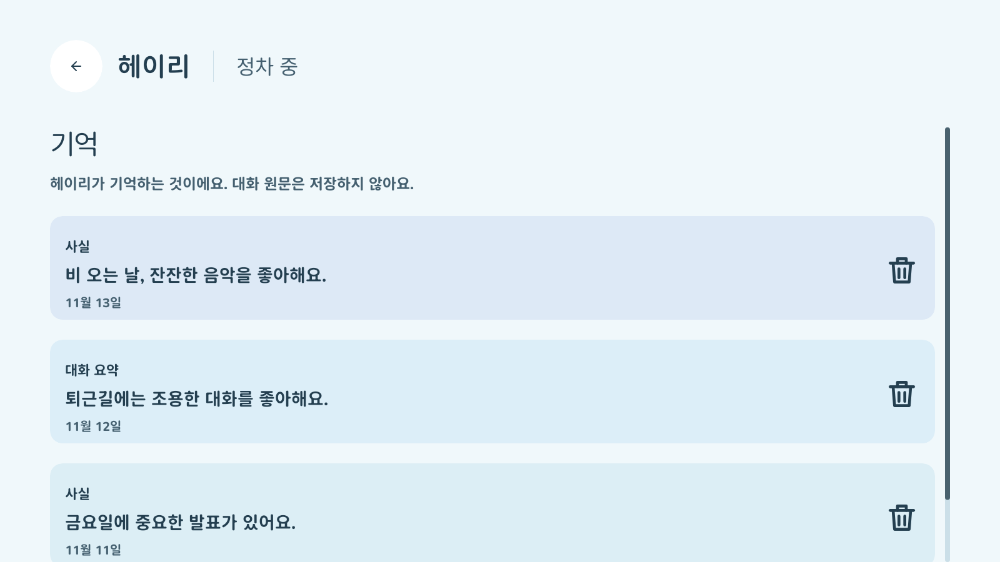 헤이리
정차 중
기억
헤이리가 기억하는 것이에요. 대화 원문은 저장하지 않아요.
사실
비 오는 날, 잔잔한 음악을 좋아해요.
11월 13일
대화 요약
퇴근길에는 조용한 대화를 좋아해요.
11월 12일
사실
금요일에 중요한 발표가 있어요.
11월 11일